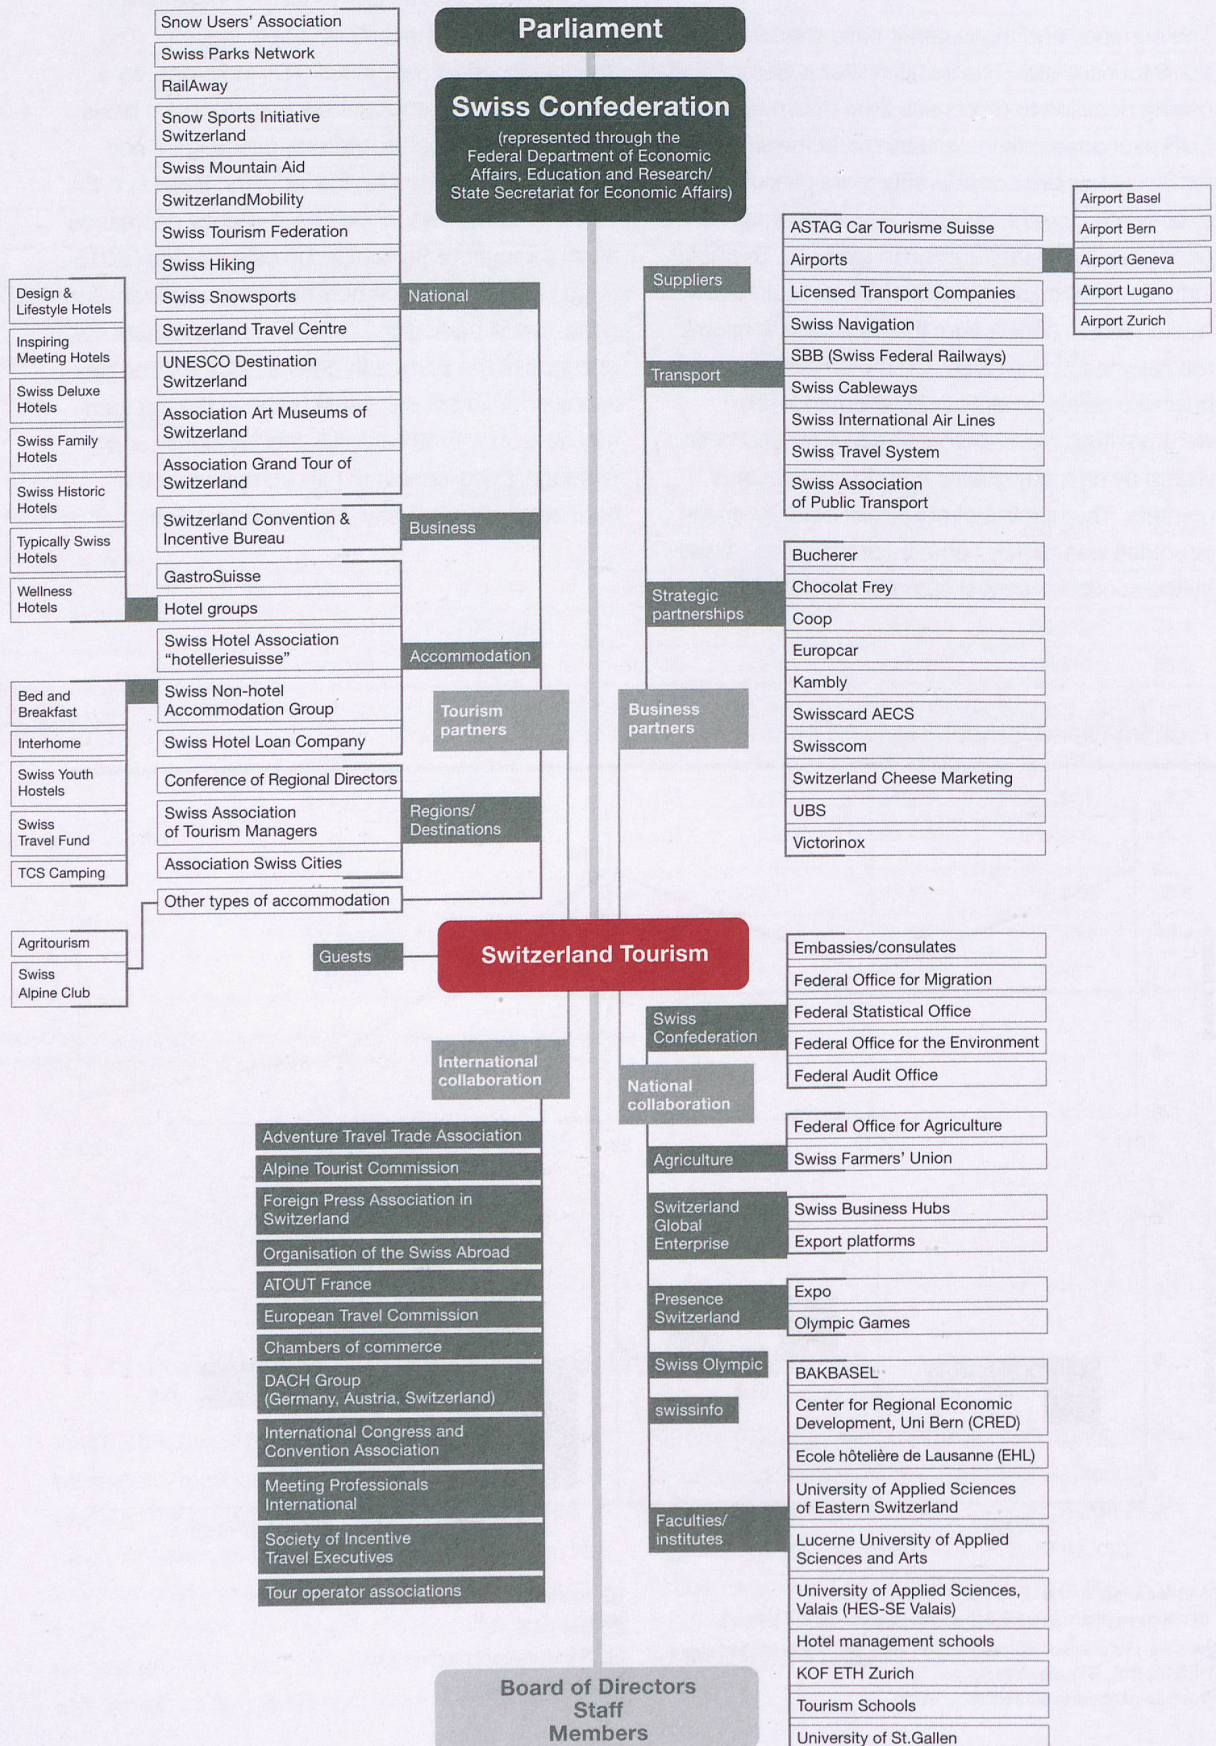 Parliament
Swiss Confederation
(represented through the
Federal Department of Economic
Affairs, Education and Research/
State Secretariat for Economic Affairs)
Snow Users' Association
Swiss Parks Network
RailAway
Snow Sports Initiative
Switzerland
Swiss Mountain Aid
SwitzerlandMobility
Swiss Tourism Federation
Swiss Hiking
Swiss Snowsports
Switzerland Travel Centre
UNESCO Destination
Switzerland
Association Art Museums of
Switzerland
Association Grand Tour of
Switzerland
National
Switzerland Convention &
Incentive Bureau
Business
GastroSuisse
Hotel groups
Swiss Hotel Association
“hotelleriesuisse”
Swiss Non-hotel
Accommodation Group
Swiss Hotel Loan Company
Accommodation
Design &
Lifestyle Hotels
Inspiring
Meeting Hotels
Swiss Deluxe
Hotels
Swiss Family
Hotels
Swiss Historic
Hotels
Typically Swiss
Hotels
Wellness
Hotels
Bed and
Breakfast
Interhome
Swiss Youth
Hostels
Swiss
Travel Fund
TCS Camping
Conference of Regional Directors
Swiss Association
of Tourism Managers
Association Swiss Cities
Regions/
Destinations
Other types of accommodation
Agritourism
Swiss
Alpine Club
Tourism
partners
Business
partners
Suppliers
Transport
ASTAG Car Tourisme Suisse
Airports
Licensed Transport Companies
Swiss Navigation
SBB (Swiss Federal Railways)
Swiss Cableways
Swiss International Air Lines
Swiss Travel System
Swiss Association
of Public Transport
Airport Basel
Airport Bern
Airport Geneva
Airport Lugano
Airport Zurich
Strategic
partnerships
Bucherer
Chocolat Frey
Coop
Europcar
Kambly
Swisscard AECS
Swisscom
Switzerland Cheese Marketing
UBS
Victorinox
Guests
Switzerland Tourism
International
collaboration
Adventure Travel Trade Association
Alpine Tourist Commission
Foreign Press Association in
Switzerland
Organisation of the Swiss Abroad
ATOUT France
European Travel Commission
Chambers of commerce
DACH Group
(Germany, Austria, Switzerland)
International Congress and
Convention Association
Meeting Professionals
International
Society of Incentive
Travel Executives
Tour operator associations
National
collaboration
Swiss
Confederation
Embassies/consulates
Federal Office for Migration
Federal Statistical Office
Federal Office for the Environment
Federal Audit Office
Agriculture
Federal Office for Agriculture
Swiss Farmers' Union
Switzerland
Global
Enterprise
Swiss Business Hubs
Export platforms
Presence
Switzerland
Expo
Olympic Games
Swiss Olympic
swissinfo
Faculties/
institutes
BAKBASEL
Center for Regional Economic
Development, Uni Bern (CRED)
Ecole hôtelière de Lausanne (EHL)
University of Applied Sciences
of Eastern Switzerland
Lucerne University of Applied
Sciences and Arts
University of Applied Sciences,
Valais (HES-SE Valais)
Hotel management schools
KOF ETH Zurich
Tourism Schools
University of St.Gallen
Board of Directors
Staff
Members